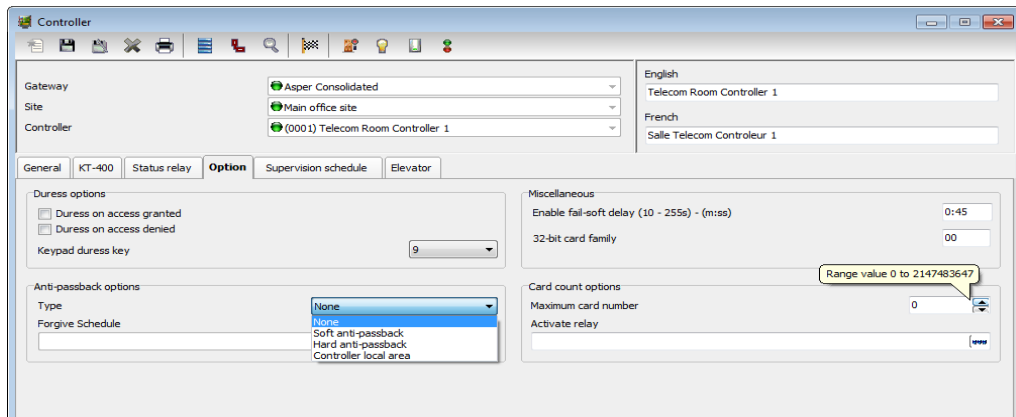 Controller
English
Gateway
Asper Consolidated
Telecom Room Controller 1
Site
Main office site
French
Controller
(0001) Telecom Room Controller 1
Salle Telecom Controleur 1
General
KT-400
Status relay
Option
Supervision schedule
Elevator
Duress options
Duress on access granted
Duress on access denied
Keypad duress key
9
Miscellaneous
Enable fail-soft delay (10 - 255s) - (m:ss)
0:45
32-bit card family
00
Range value 0 to 2147483647
Anti-passback options
Type
None
None
Soft anti-passback
Hard anti-passback
Controller local area
Forgive Schedule
Card count options
Maximum card number
0
Activate relay